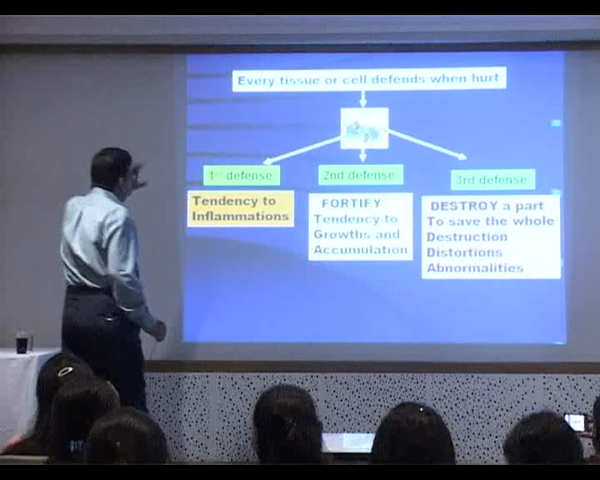 Every tissue or cell defends when hurt
1st defense
2nd defense
3rd defense
Tendency to
Inflammations
FORTIFY
Tendency to
Growths and
Accumulation
DESTROY a part
To save the whole
Destruction
Distortions
Abnormalities